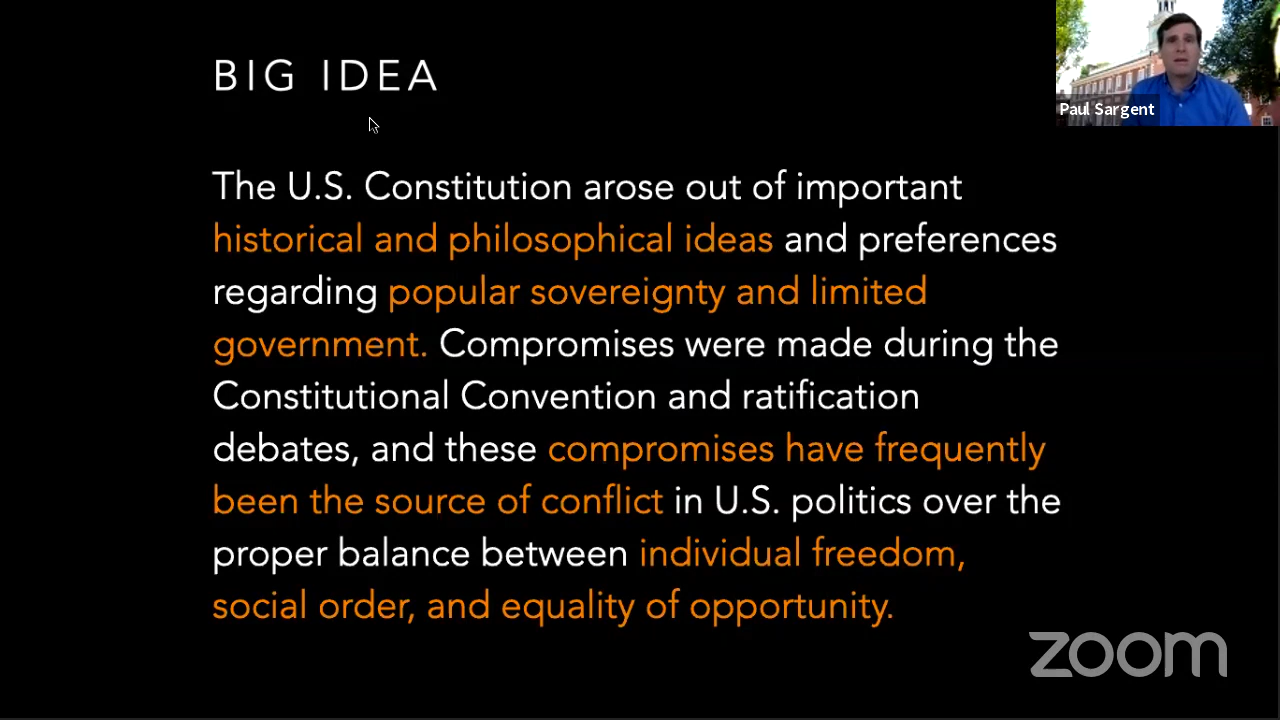 BIG IDEA
Paul Sargent
The U.S. Constitution arose out of important
historical and philosophical ideas and preferences
regarding popular sovereignty and limited
government. Compromises were made during the
Constitutional Convention and ratification
debates, and these compromises have frequently
been the source of conflict in U.S. politics over the
proper balance between individual freedom,
social order, and equality of opportunity.
zoom